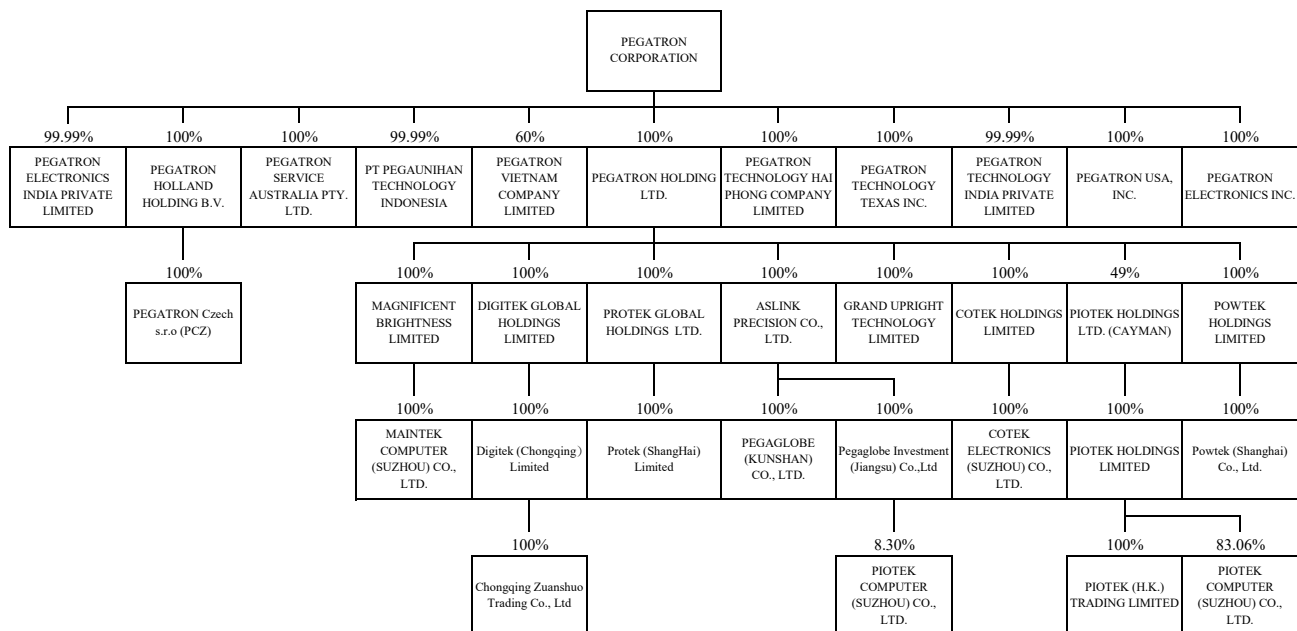 PEGATRON
CORPORATION
99.99%
100%
100%
99.99%
60%
100%
100%
100%
99.99%
100%
100%
PEGATRON
ELECTRONICS
INDIA PRIVATE
LIMITED
PEGATRON
HOLLAND
HOLDING B.V.
PEGATRON
SERVICE
AUSTRALIA PTY.
LTD.
PT PEGAUNIHAN
TECHNOLOGY
INDONESIA
PEGATRON
VIETNAM
COMPANY
LIMITED
PEGATRON HOLDING
LTD.
PEGATRON
TECHNOLOGY HAI
PHONG COMPANY
LIMITED
PEGATRON
TECHNOLOGY
TEXAS INC.
PEGATRON
TECHNOLOGY
INDIA PRIVATE
LIMITED
PEGATRON USA,
INC.
PEGATRON
ELECTRONICS INC.
100%
100%
100%
100%
100%
100%
100%
49%
100%
PEGATRON Czech
s.r.o (PCZ)
MAGNIFICENT
BRIGHTNESS
LIMITED
DIGITEK GLOBAL
HOLDINGS
LIMITED
PROTEK GLOBAL
HOLDINGS LTD.
ASLINK
PRECISION CO.,
LTD.
GRAND UPRIGHT
TECHNOLOGY
LIMITED
COTEK HOLDINGS
LIMITED
PIOTEK HOLDINGS
LTD. (CAYMAN)
POWTEK
HOLDINGS
LIMITED
100%
100%
100%
100%
100%
100%
100%
100%
MAINTEK
COMPUTER
(SUZHOU) CO.,
LTD.
Digitek (Chongqing）
Limited
Protek (ShangHai)
Limited
PEGAGLOBE
(KUNSHAN)
CO., LTD.
Pegaglobe Investment
(Jiangsu) Co.,Ltd
COTEK
ELECTRONICS
(SUZHOU) CO.,
LTD.
PIOTEK HOLDINGS
LIMITED
Powtek (Shanghai)
Co., Ltd.
100%
8.30%
100%
83.06%
Chongqing Zuanshuo
Trading Co., Ltd
PIOTEK
COMPUTER
(SUZHOU) CO.,
LTD.
PIOTEK (H.K.)
TRADING LIMITED
PIOTEK
COMPUTER
(SUZHOU) CO.,
LTD.